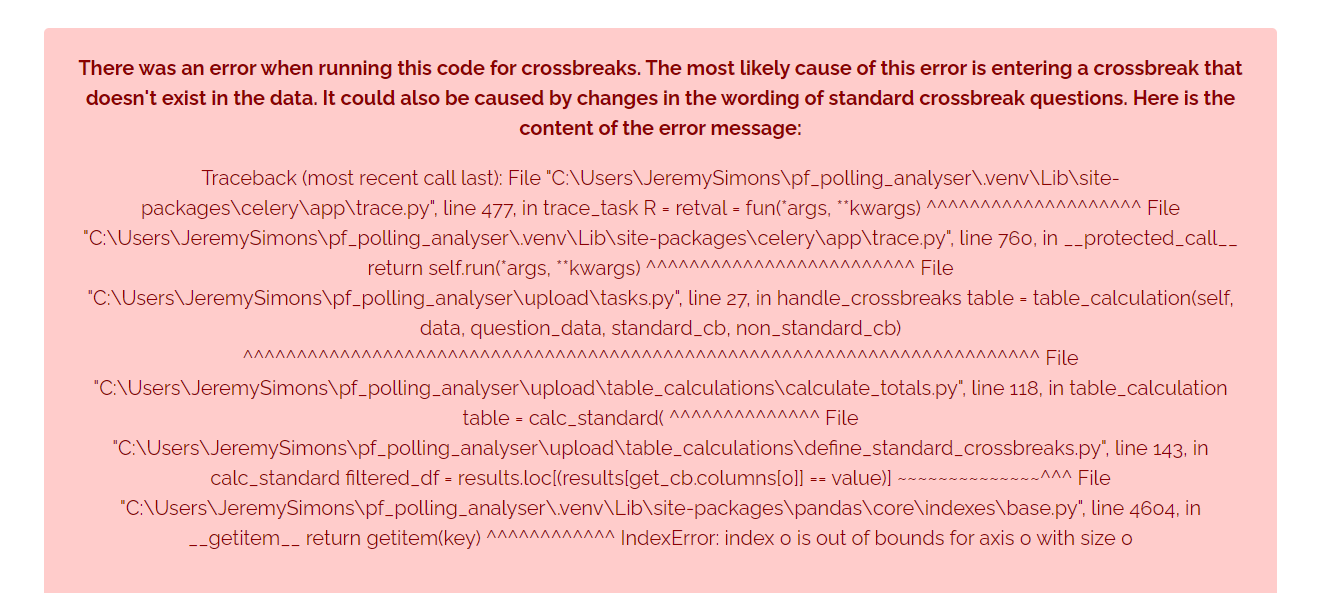 There was an error when running this code for crossbreaks. The most likely cause of this error is entering a crossbreak that
doesn't exist in the data. It could also be caused by changes in the wording of standard crossbreak questions. Here is the
content of the error message:
Traceback (most recent call last): File "C:\Users\JeremySimons\pf_polling_analyser\.venv\Lib\site-
packages\celery\app\trace.py", line 477, in trace_task R = retval = fun(*args, **kwargs) ^^^^^^^^^^^^^^^^^^^^ File
"C:\Users\JeremySimons\pf_polling_analyser\.venv\Lib\site-packages\celery\app\trace.py", line 760, in __protected_call__
return self.run(*args, **kwargs) ^^^^^^^^^^^^^^^^^^^^^^^^^ File
"C:\Users\JeremySimons\pf_polling_analyser\upload\tasks.py", line 27, in handle_crossbreaks table = table_calculation(self,
data, question_data, standard_cb, non_standard_cb)
^^^^^^^^^^^^^^^^^^^^^^^^^^^^^^^^^^^^^^^^^^^^^^^^^^^^^^^^^^^^^^^^^^^^^^^^^^ File
"C:\Users\JeremySimons\pf_polling_analyser\upload\table_calculations\calculate_totals.py", line 118, in table_calculation
table = calc_standard( ^^^^^^^^^^^^^^ File
"C:\Users\JeremySimons\pf_polling_analyser\upload\table_calculations\define_standard_crossbreaks.py", line 143, in
calc_standard filtered_df = results.loc[(results[get_cb.columns[0]] == value)] ~~~~~~~~~~~~~~^^^ File
"C:\Users\JeremySimons\pf_polling_analyser\.venv\Lib\site-packages\pandas\core\indexes\base.py", line 4604, in
__getitem__ return getitem(key) ^^^^^^^^^^^^ IndexError: index 0 is out of bounds for axis 0 with size 0